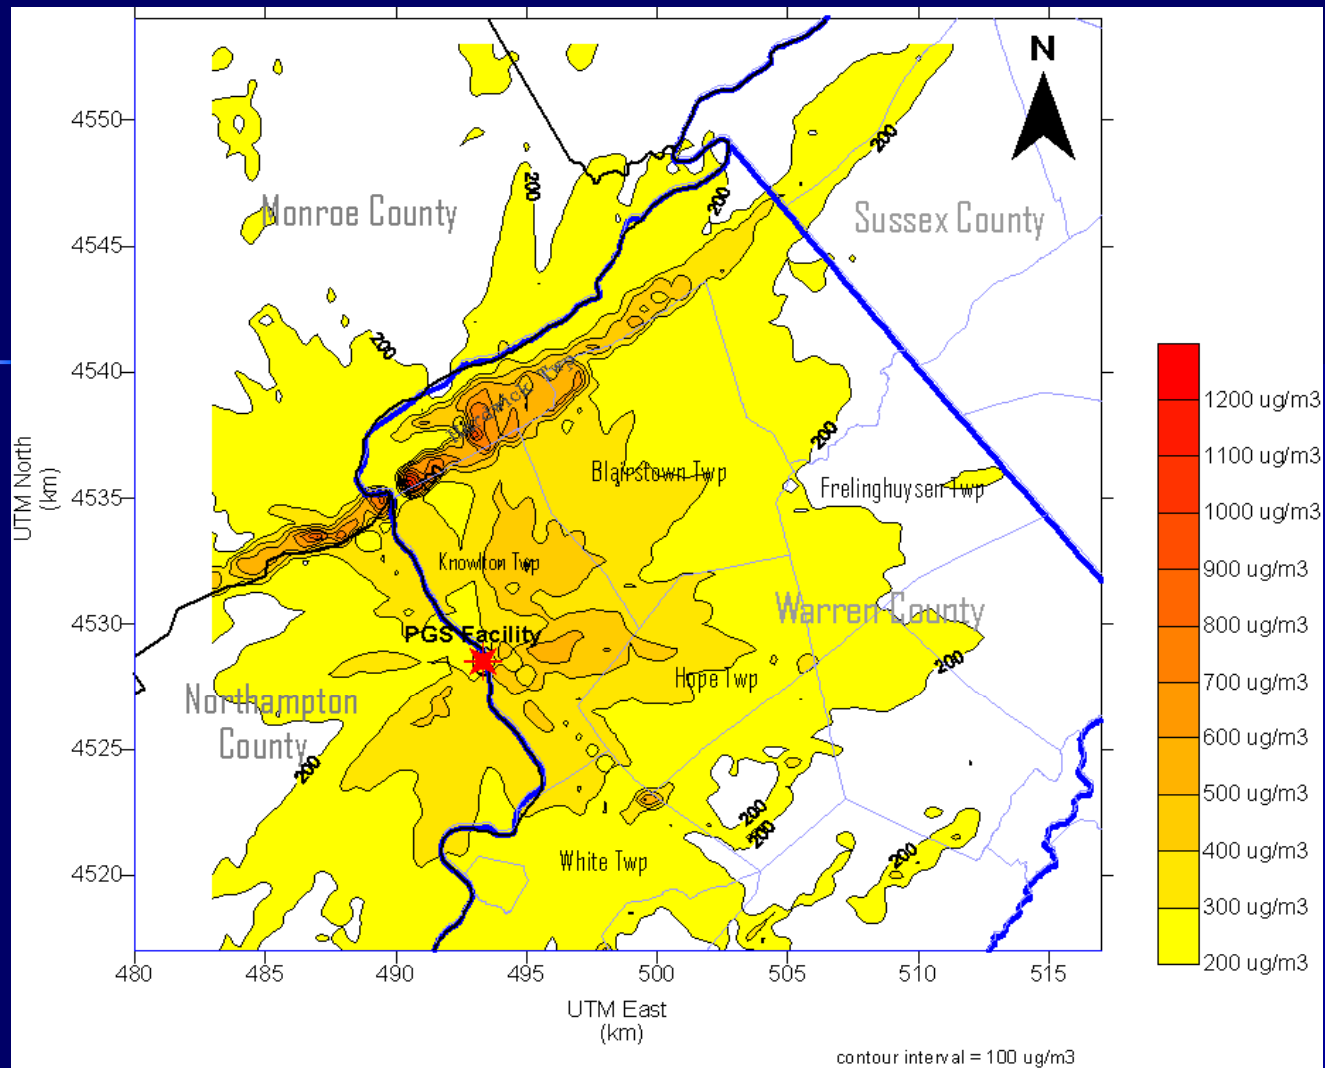 N
4550
4545
4540
4535
4530
4525
4520
UTM North
(km)
480
485
490
495
500
505
510
515
UTM East
(km)
contour interval = 100 ug/m3
Monroe County
Sussex County
Warren County
Northampton
County
Blairstown Twp
Frelinghuysen Twp
Knowlton Twp
PGS Facility
Hope Twp
White Twp
200
200
200
200
200
200
200
200
200
200
1200 ug/m3
1100 ug/m3
1000 ug/m3
900 ug/m3
800 ug/m3
700 ug/m3
600 ug/m3
500 ug/m3
400 ug/m3
300 ug/m3
200 ug/m3